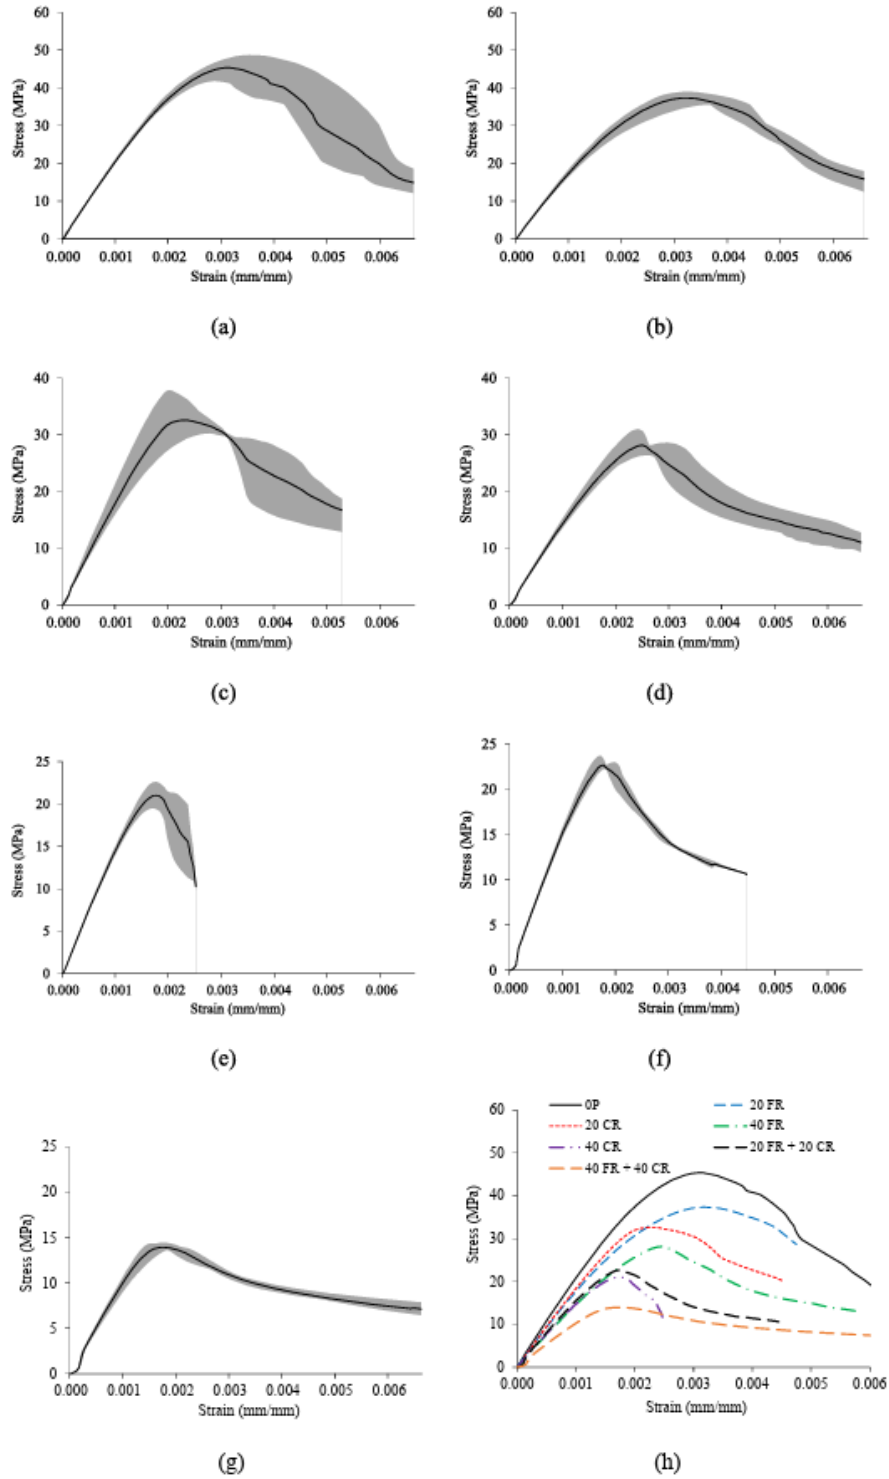 60
50
40
30
20
10
0
Stress (MPa)
0.000 0.001 0.002 0.003 0.004 0.005 0.006
Strain (mm/mm)
(a)
60
50
40
30
20
10
0
Stress (MPa)
0.000 0.001 0.002 0.003 0.004 0.005 0.006
Strain (mm/mm)
(b)
40
30
20
10
0
Stress (MPa)
0.000 0.001 0.002 0.003 0.004 0.005 0.006
Strain (mm/mm)
(c)
40
30
20
10
0
Stress (MPa)
0.000 0.001 0.002 0.003 0.004 0.005 0.006
Strain (mm/mm)
(d)
25
20
15
10
5
0
Stress (MPa)
0.000 0.001 0.002 0.003 0.004 0.005 0.006
Strain (mm/mm)
(e)
25
20
15
10
5
0
Stress (MPa)
0.000 0.001 0.002 0.003 0.004 0.005 0.006
Strain (mm/mm)
(f)
25
20
15
10
5
0
Stress (MPa)
0.000 0.001 0.002 0.003 0.004 0.005 0.006
Strain (mm/mm)
(g)
0P 20 FR
20 CR 40 FR
40 CR 20 FR + 20 CR
40 FR + 40 CR
60
50
40
30
20
10
0
Stress (MPa)
0.000 0.001 0.002 0.003 0.004 0.005 0.006
Strain (mm/mm)
(h)